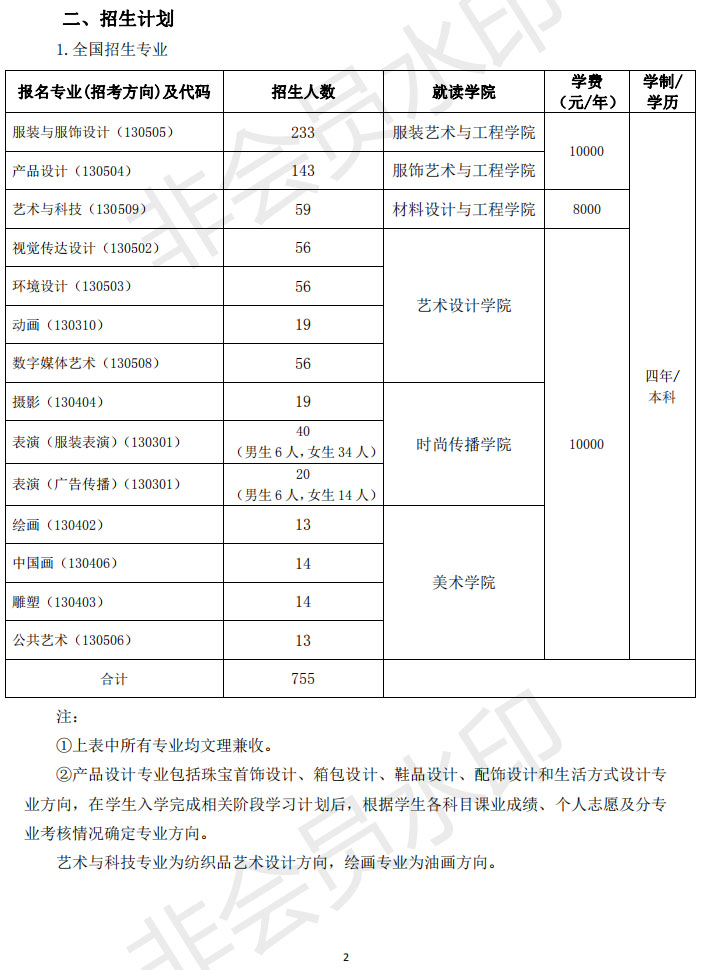 二、招生计划
1.全国招生专业
报名专业(招考方向)及代码 招生人数 就读学院 学费（元/年） 学制/学历
服装与服饰设计（130505） 233 服装艺术与工程学院 10000 四年/本科
产品设计（130504） 143 服饰艺术与工程学院
艺术与科技（130509） 59 材料设计与工程学院 8000
视觉传达设计（130502） 56 艺术设计学院 10000
环境设计（130503） 56
动画（130310） 19
数字媒体艺术（130508） 56
摄影（130404） 19 时尚传播学院
表演（服装表演）（130301） 40（男生6人,女生34人）
表演（广告传播）（130301） 20（男生6人,女生14人）
绘画（130402） 13 美术学院
中国画（130406） 14
雕塑（130403） 14
公共艺术（130506） 13
合计 755
注：
①上表中所有专业均文理兼收。
②产品设计专业包括珠宝首饰设计、箱包设计、鞋品设计、配饰设计和生活方式设计专
业方向，在学生入学完成相关阶段学习计划后，根据学生各科目课业成绩、个人志愿及分专
业考核情况确定专业方向。
艺术与科技专业为纺织品艺术设计方向，绘画专业为油画方向。
2
非会员水印
非会员水印